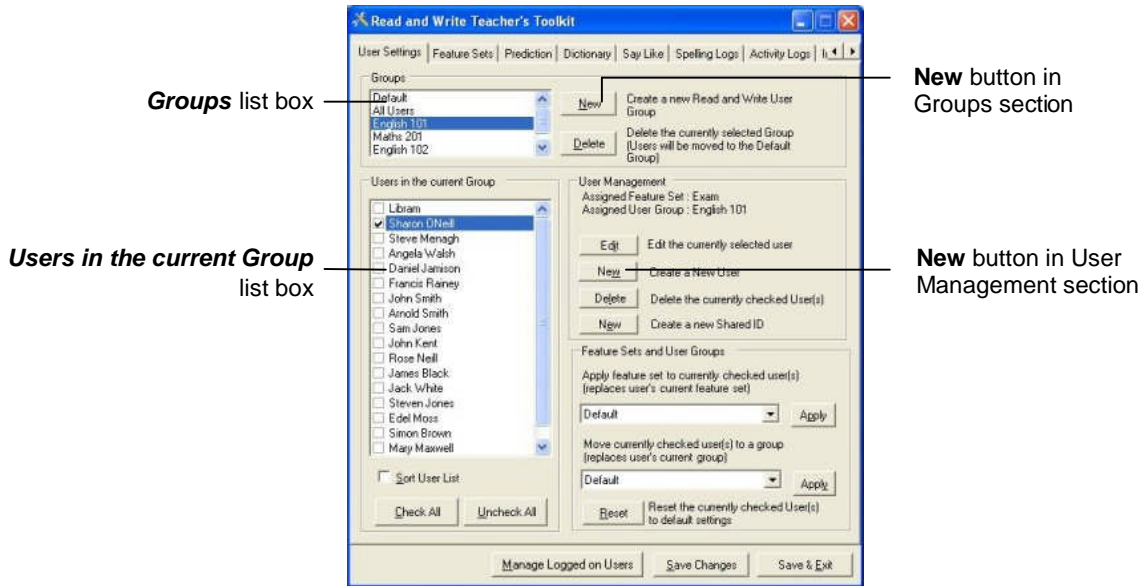 Read and Write Teacher's Toolkit
User Settings Feature Sets Prediction Dictionary Say Like Spelling Logs Activity Logs
Groups
Groups list box
Default
All Users
English 101
Maths 201
English 102
New
Create a new Read and Write User
Group
Delete
Delete the currently selected Group
(Users will be moved to the Default
Group)
New button in
Groups section
Users in the current Group
Libram
Sharon ONeill
Steve Menagh
Angela Walsh
Daniel Jamison
Francis Rainey
John Smith
Arnold Smith
Sam Jones
John Kent
Rose Neill
James Black
Jack White
Steven Jones
Edel Moss
Simon Brown
Mary Maxwell
Users in the current Group
list box
Sort User List
Check All Uncheck All
User Management
Assigned Feature Set : Exam
Assigned User Group : English 101
Edit Edit the currently selected user
New Create a New User
Delete Delete the currently checked User(s)
New Create a new Shared ID
New button in User
Management section
Feature Sets and User Groups
Apply feature set to currently checked user(s)
(replaces user's current feature set)
Default Apply
Move currently checked user(s) to a group
(replaces user's current group)
Default Apply
Reset
Reset the currently checked User(s)
to default settings
Manage Logged on Users Save Changes Save & Exit